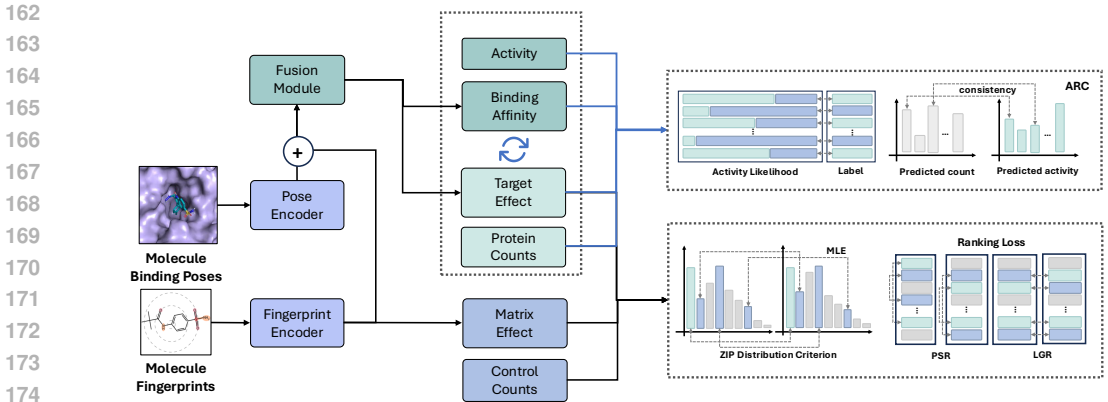 162
163
164
165
166
167
168
169
170
171
172
173
174
Fusion
Module
+
Pose
Encoder
Molecule
Binding Poses
Fingerprint
Encoder
Molecule
Fingerprints
Activity
Binding
Affinity
Target
Effect
Protein
Counts
Matrix
Effect
Control
Counts
ARC
consistency
...
...
Activity Likelihood
Label
Predicted count
Predicted activity
MLE
ZIP Distribution Criterion
Ranking Loss
PSR
LGR